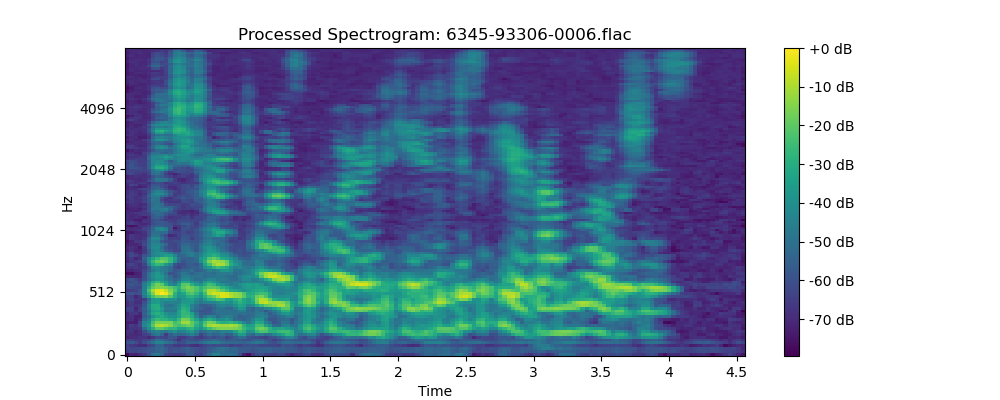 Processed Spectrogram: 6345-93306-0006.flac
Hz
4096
2048
1024
512
0
0 0.5 1 1.5 2 2.5 3 3.5 4 4.5
Time
+0 dB
-10 dB
-20 dB
-30 dB
-40 dB
-50 dB
-60 dB
-70 dB